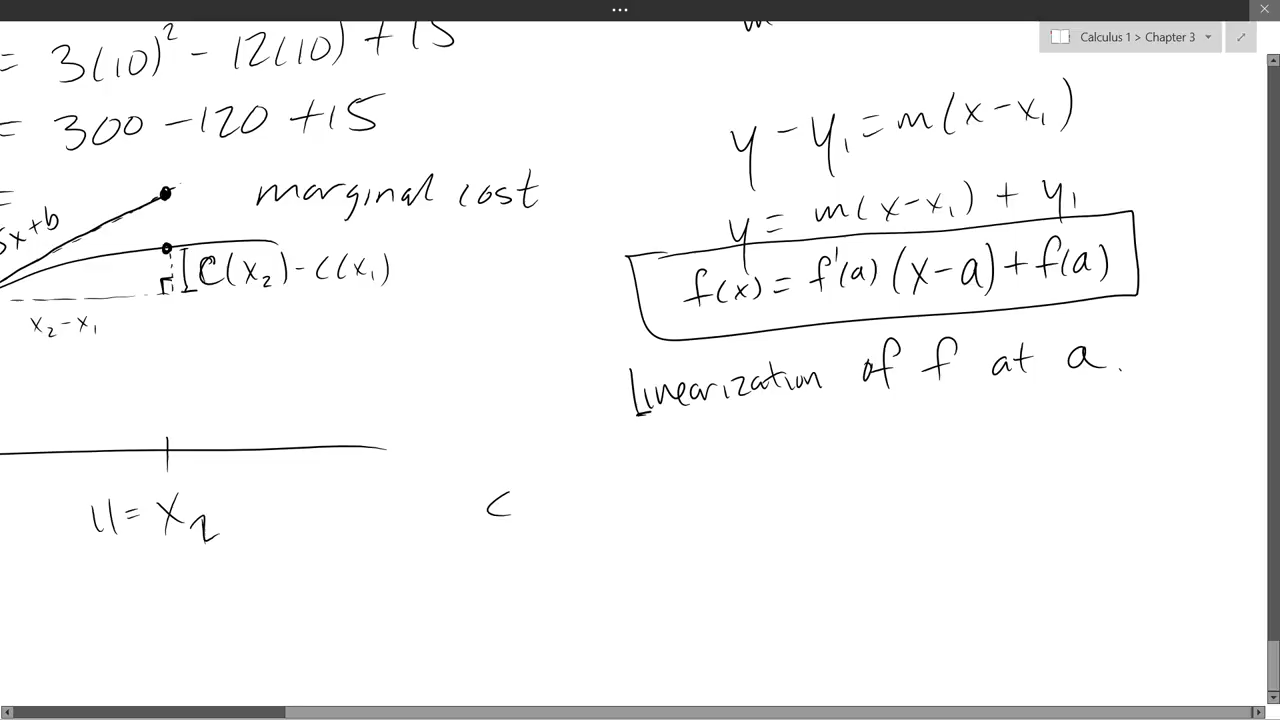 Calculus 1 > Chapter 3
= 3(10)² - 12(10) + 15
= 300 - 120 + 15
=
5x+b
marginal cost
C(x₂) - C(x₁)
x₂ - x₁
11 = x₂
C
m
y - y₁ = m(x - x₁)
y = m(x - x₁) + y₁
f(x) = f'(a)(x - a) + f(a)
Linearization of f at a.